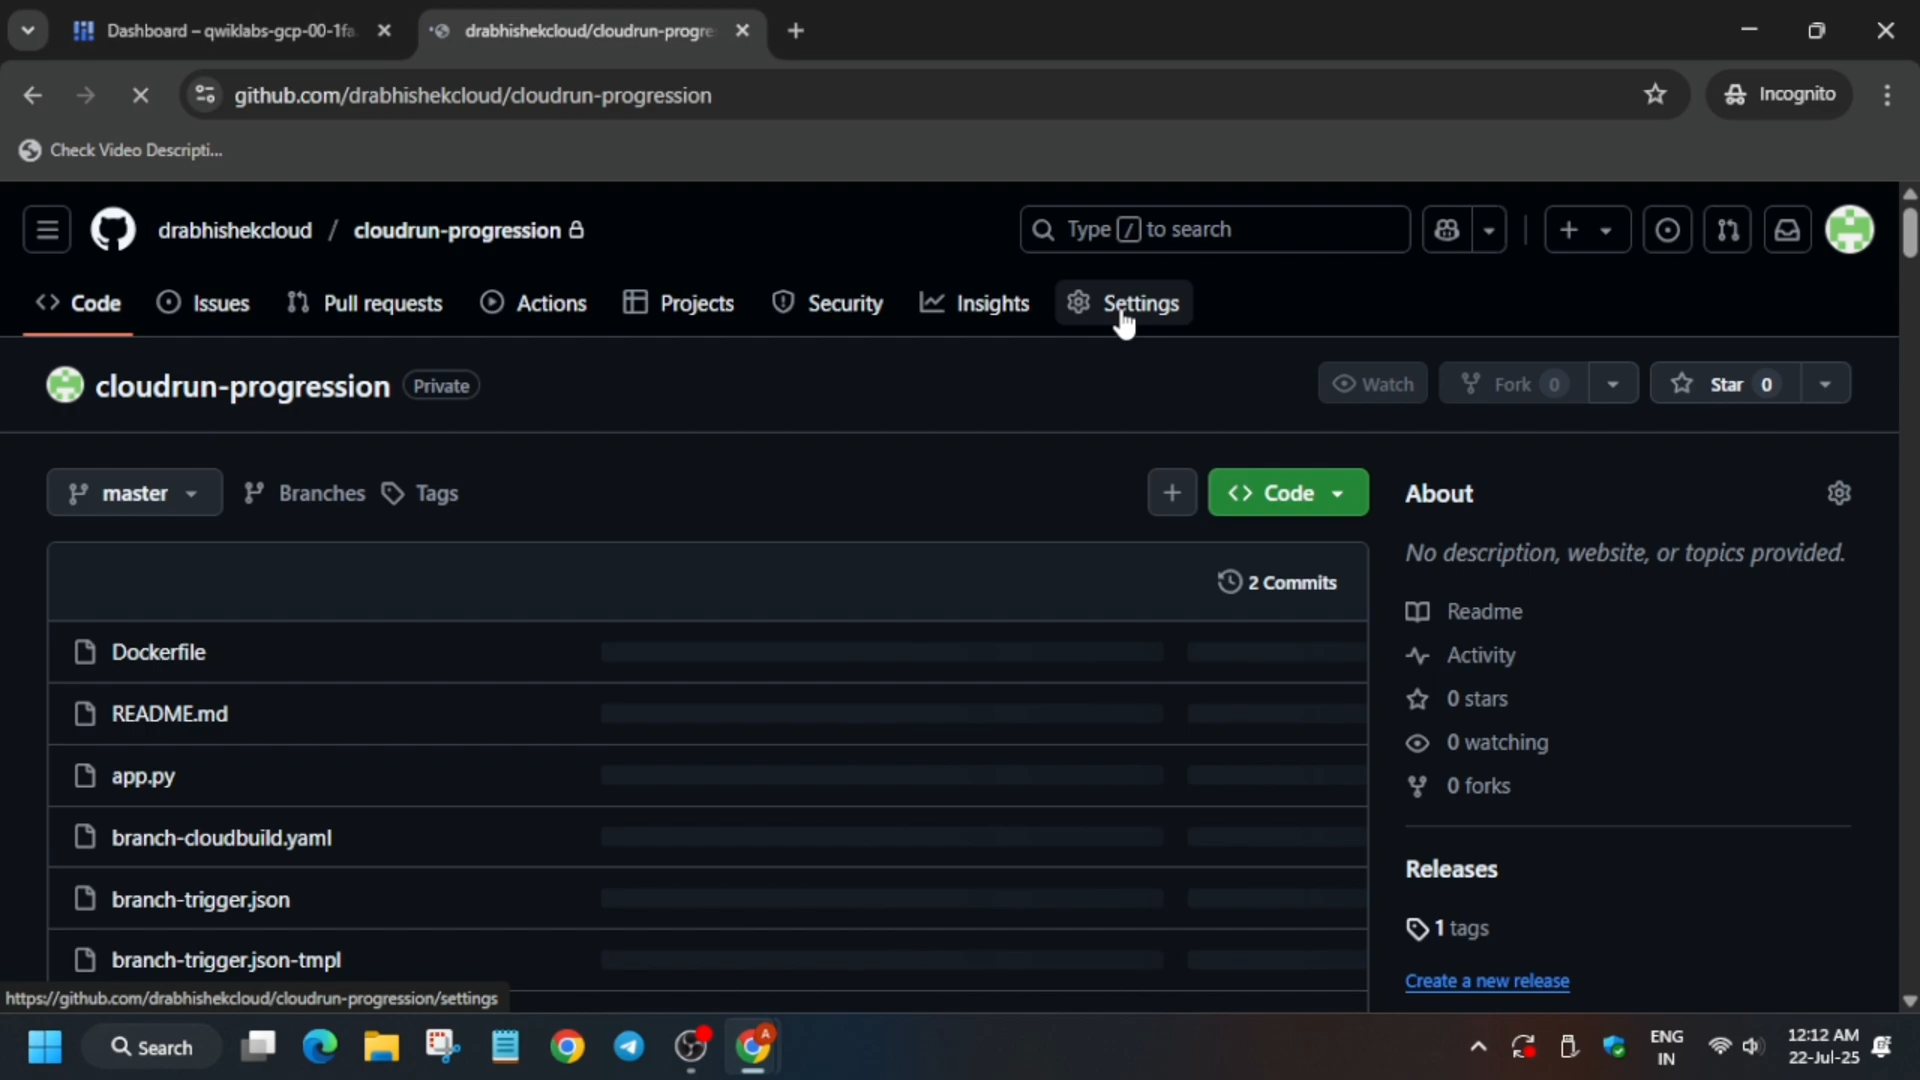 Dashboard – qwiklabs-gcp-00-1fa
drabhishekcloud/cloudrun-progre
github.com/drabhishekcloud/cloudrun-progression
Incognito
Check Video Descripti...
drabhishekcloud / cloudrun-progression
Type / to search
Code Issues Pull requests Actions Projects Security Insights Settings
cloudrun-progression Private
Watch Fork 0 Star 0
master Branches Tags
Code
About
No description, website, or topics provided.
2 Commits
Readme
Dockerfile
Activity
0 stars
README.md
0 watching
app.py
0 forks
branch-cloudbuild.yaml
Releases
branch-trigger.json
1 tags
branch-trigger.json-tmpl
Create a new release
https://github.com/drabhishekcloud/cloudrun-progression/settings
Search
A
ENG
IN
12:12 AM
22-Jul-25